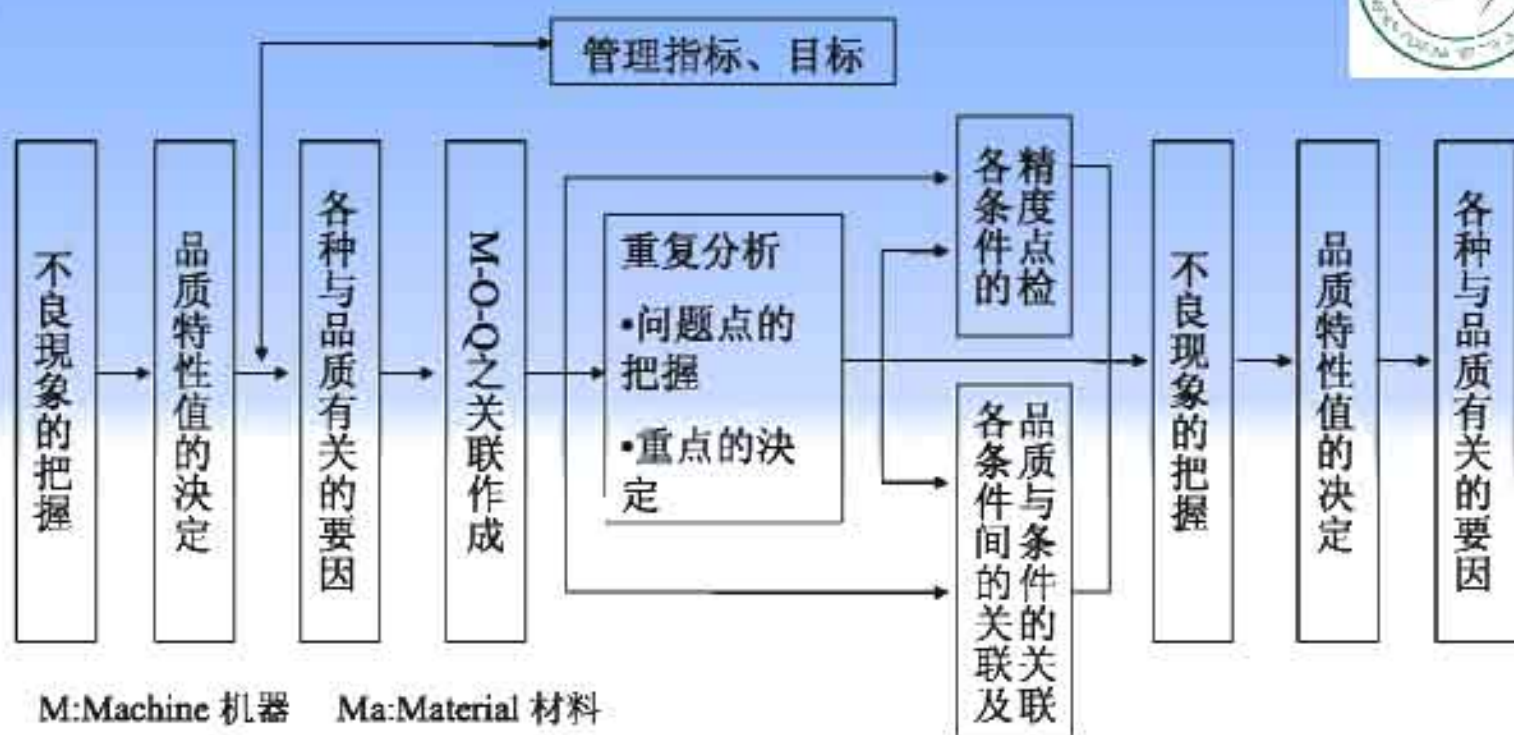 管理指标、目标
不良現象的把握
品质特性值的决定
各种与品质有关的要因
M-O-Q之关联作成
重复分析
•问题点的
把握
•重点的决
定
各条件的
精度点检
各条件间的关联及
品质与条件的关联
不良现象的把握
品质特性值的决定
各种与品质有关的要因
M:Machine 机器 Ma:Material 材料